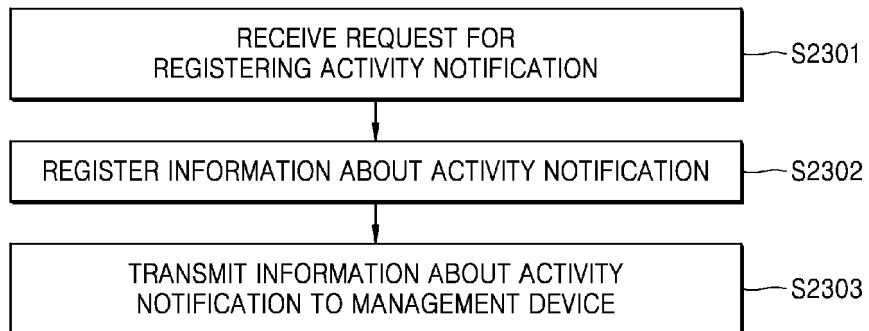 RECEIVE REQUEST FOR
REGISTERING ACTIVITY NOTIFICATION
S2301
REGISTER INFORMATION ABOUT ACTIVITY NOTIFICATION
S2302
TRANSMIT INFORMATION ABOUT ACTIVITY
NOTIFICATION TO MANAGEMENT DEVICE
S2303